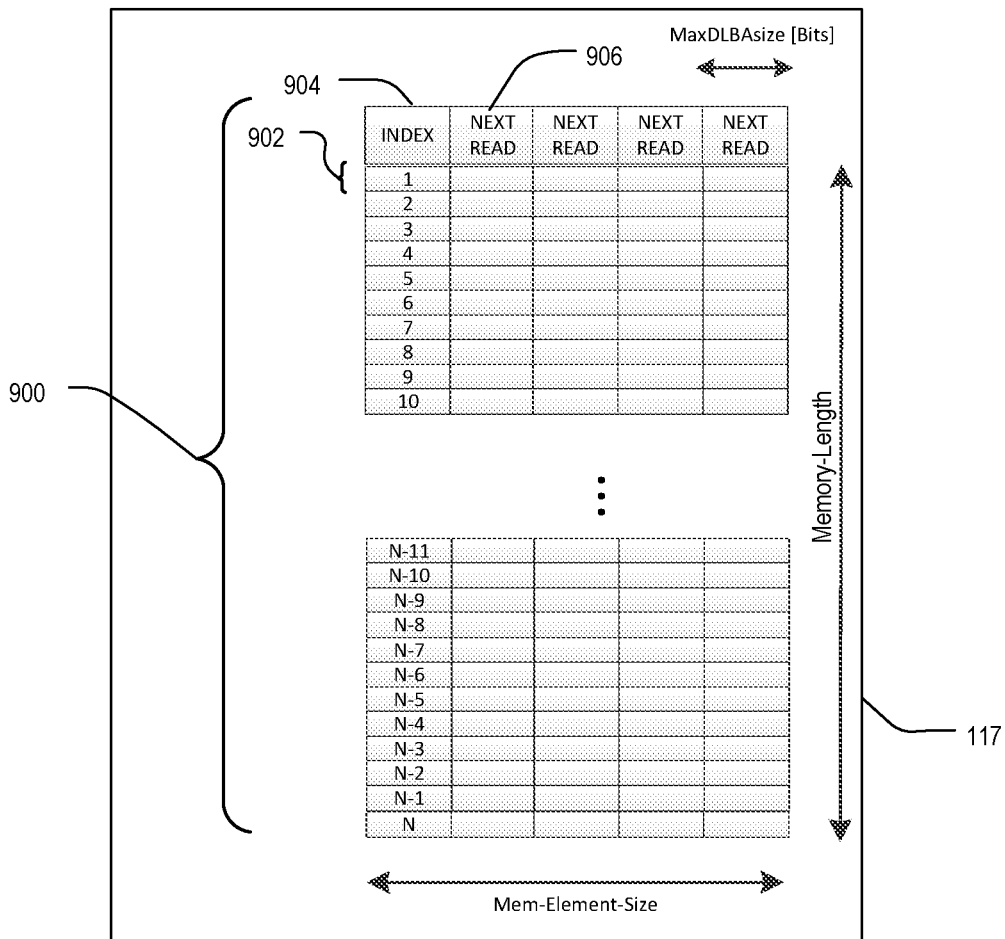 MaxDLBAsize [Bits]
906
904
902
INDEX NEXT READ NEXT READ NEXT READ NEXT READ
1
2
3
4
5
6
7
8
9
10
900
Memory-Length
N-11
N-10
N-9
N-8
N-7
N-6
N-5
N-4
N-3
N-2
N-1
N
117
Mem-Element-Size